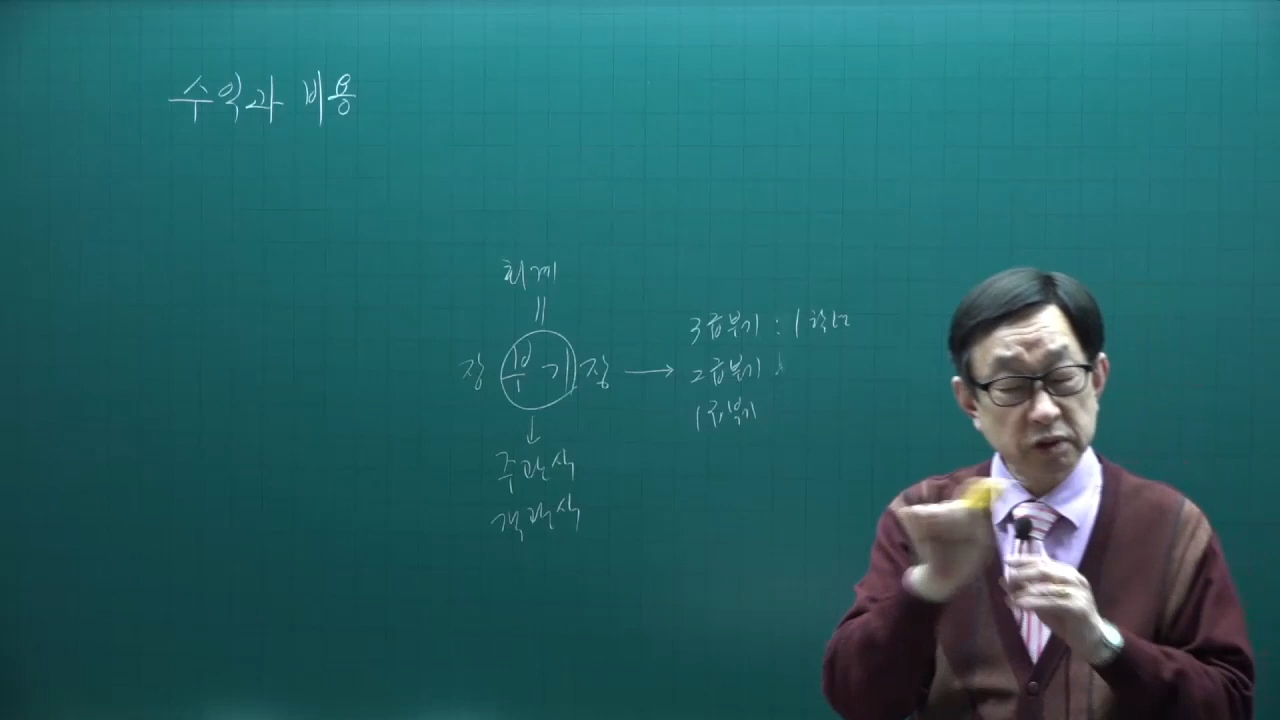 수익과 비용
회계
||
장 부기 장 → 3급부기 : 1학년
2급부기 :
1급부기
↓
주관식
객관식